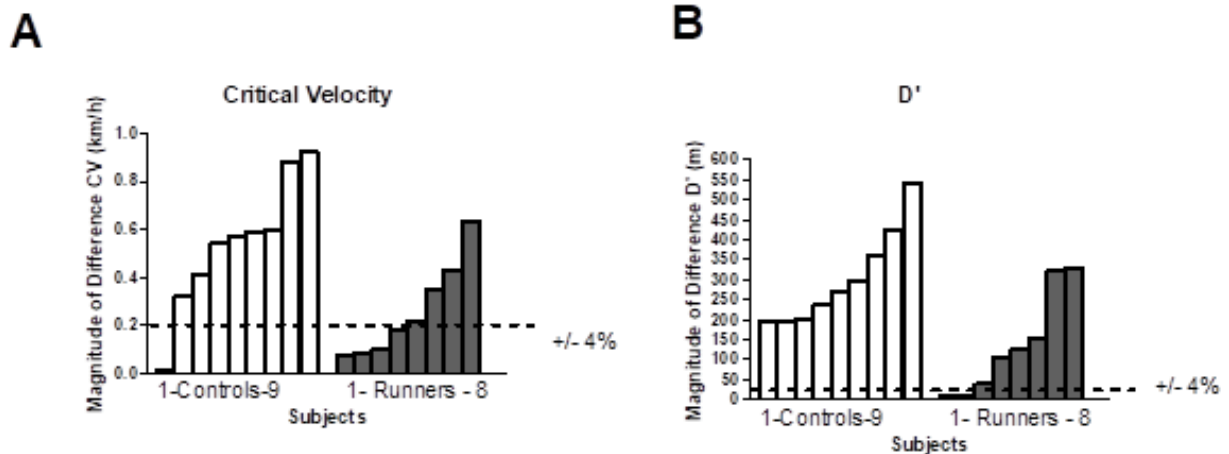 A
Critical Velocity
Magnitude of Difference CV (km/h)
1.0
0.8
0.6
0.4
0.2
0.0
+/- 4%
1-Controls-9
1- Runners - 8
Subjects
B
D'
Magnitude of Difference D' (m)
600
550
500
450
400
350
300
250
200
150
100
50
0
+/- 4%
1-Controls-9
1- Runners - 8
Subjects